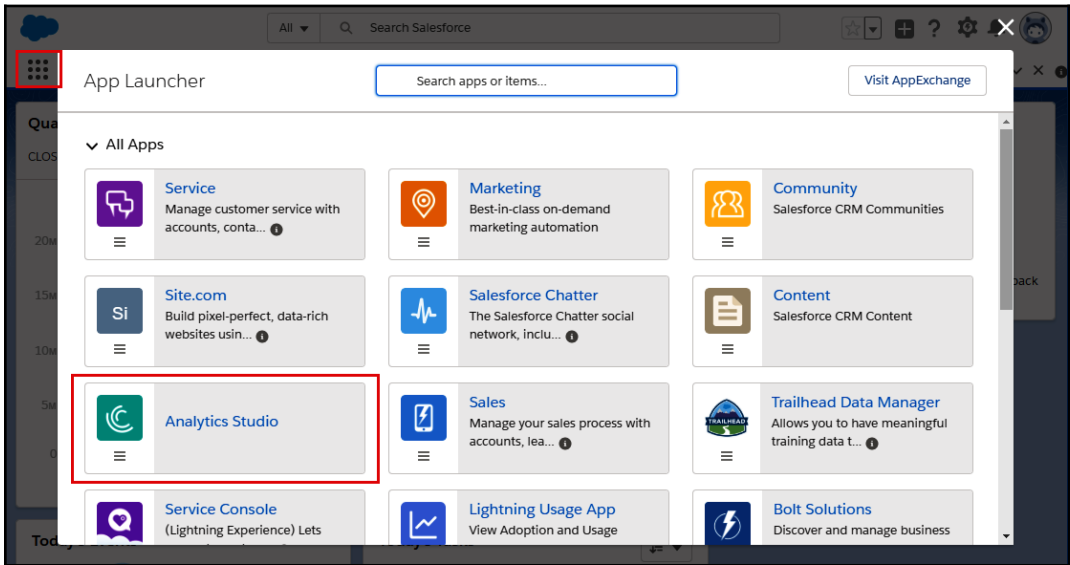 All
Search Salesforce
App Launcher
Search apps or items...
Visit AppExchange
Qua
CLOS
20M
15M
10M
5M
0
back
All Apps
Service
Manage customer service with
accounts, conta...
Marketing
Best-in-class on-demand
marketing automation
Community
Salesforce CRM Communities
Si
Site.com
Build pixel-perfect, data-rich
websites usin...
Salesforce Chatter
The Salesforce Chatter social
network, inclu...
Content
Salesforce CRM Content
Analytics Studio
Sales
Manage your sales process with
accounts, lea...
TRAILHEAD
Trailhead Data Manager
Allows you to have meaningful
training data t...
Service Console
(Lightning Experience) Lets
Lightning Usage App
View Adoption and Usage
Bolt Solutions
Discover and manage business